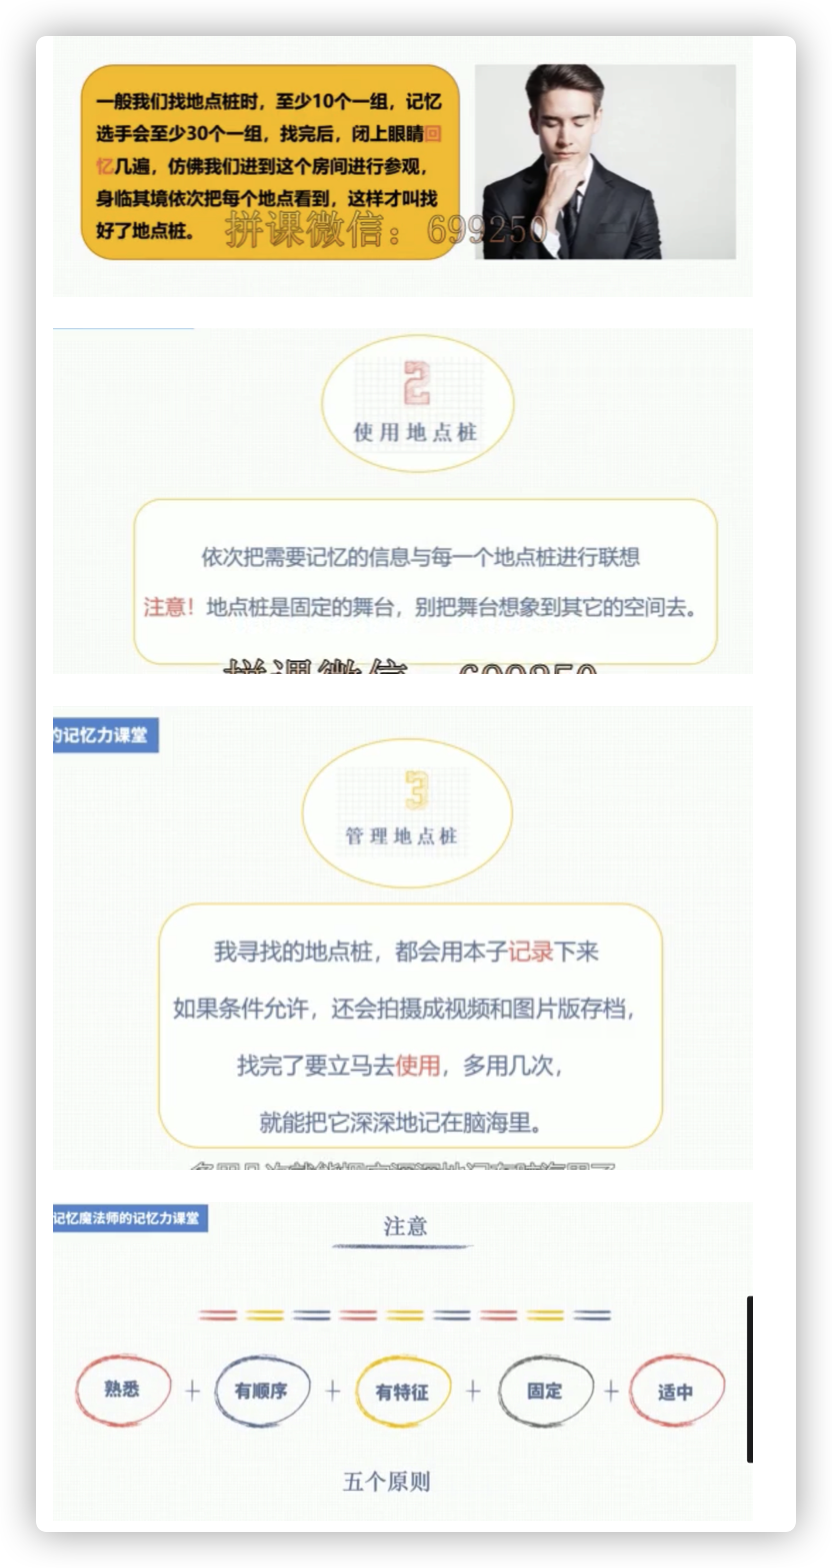 一般我们找地点桩时，至少10个一组，记忆
选手会至少30个一组，找完后，闭上眼睛回
忆几遍，仿佛我们进到这个房间进行参观，
身临其境依次把每个地点看到，这样才叫找
好了地点桩。
拼课微信：699250
2
使用地点桩
依次把需要记忆的信息与每一个地点桩进行联想
注意！地点桩是固定的舞台，别把舞台想象到其它的空间去。
拼课微信 699250
的记忆力课堂
3
管理地点桩
我寻找的地点桩，都会用本子记录下来
如果条件允许，还会拍摄成视频和图片版存档，
找完了要立马去使用，多用几次，
就能把它深深地记在脑海里。
记忆魔法师的记忆力课堂
注意
熟悉 + 有顺序 + 有特征 + 固定 + 适中
五个原则